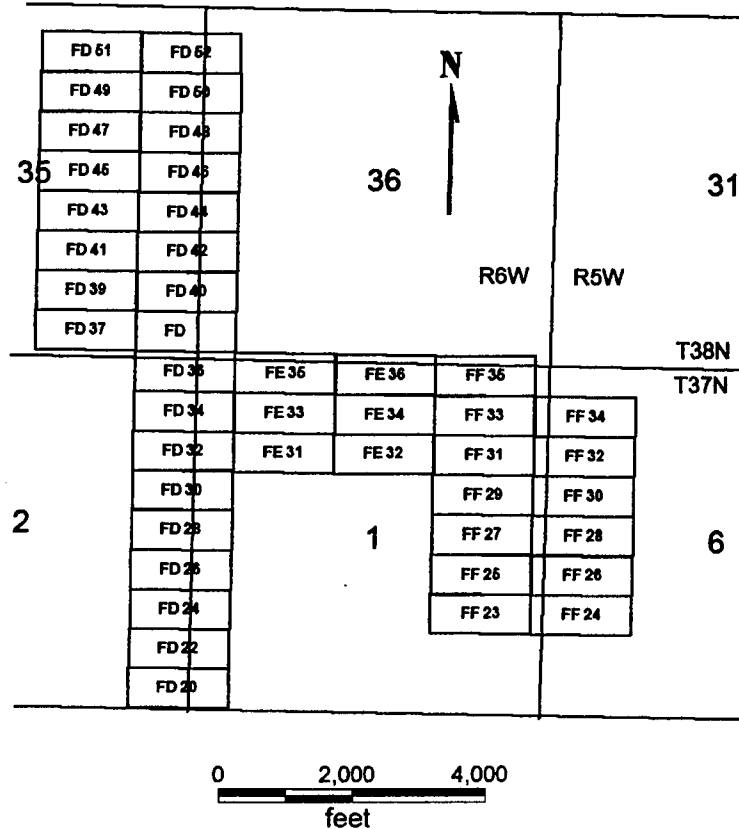 FD 51 FD 52
N
FD 49 FD 50
FD 47 FD 48
35 FD 45 FD 46 36 31
FD 43 FD 44
FD 41 FD 42
R6W R5W
FD 39 FD 40
FD 37 FD
T38N
FD 36 FE 35 FE 36 FF 35
T37N
FD 34 FE 33 FE 34 FF 33 FF 34
FD 32 FE 31 FE 32 FF 31 FF 32
FD 30 FF 29 FF 30
2 FD 28 1 FF 27 FF 28 6
FD 26 FF 25 FF 26
FD 24 FF 23 FF 24
FD 22
FD 20
0 2,000 4,000
feet